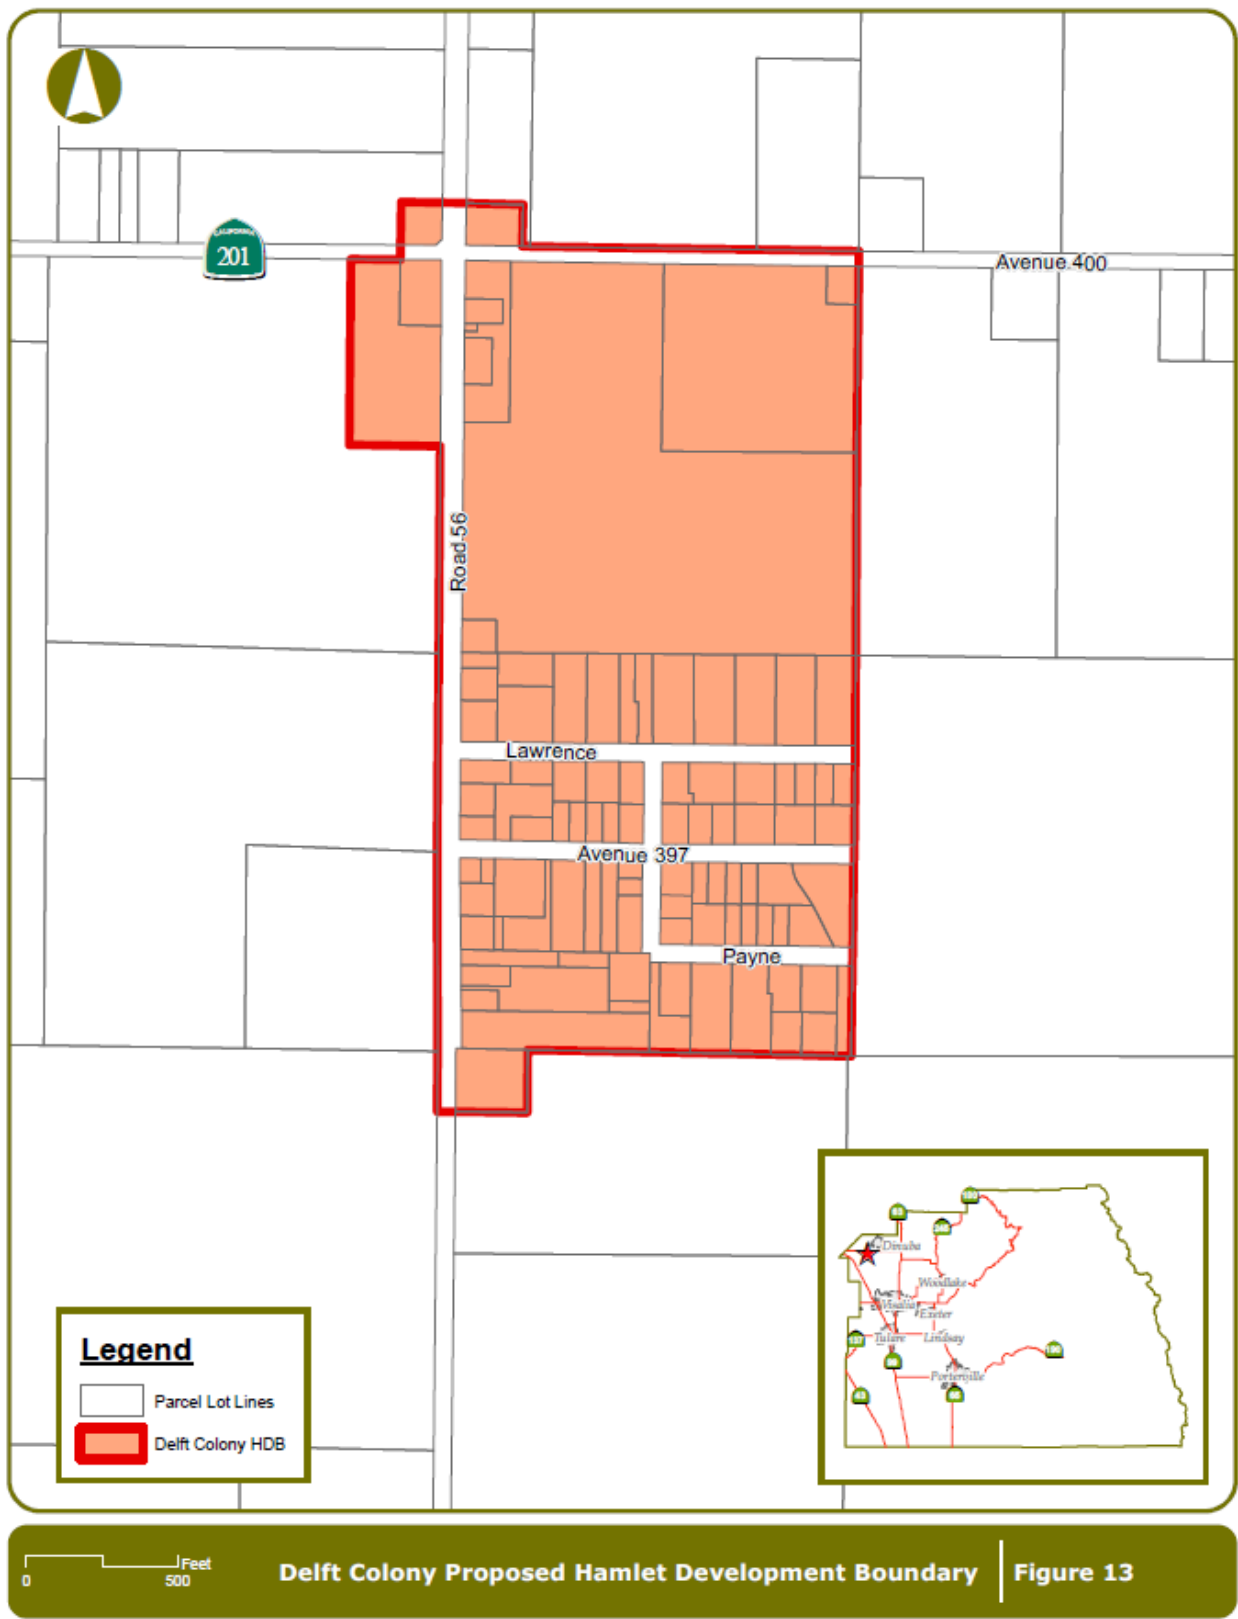 CALIFORNIA
201
Avenue 400
Road 56
Lawrence
Avenue 397
Payne
Dinuba
Woodlake
Visalia
Exeter
Tulare
Lindsay
Porterville
Legend
Parcel Lot Lines
Delft Colony HDB
Feet
0
500
Delft Colony Proposed Hamlet Development Boundary
Figure 13